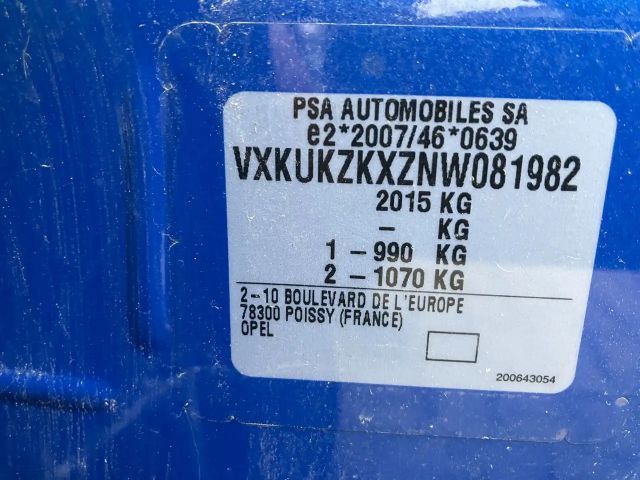 PSA AUTOMOBILES SA
e2*2007/46*0639
VXKUKZKXZNW081982
2015 KG
- KG
1 - 990 KG
2 - 1070 KG
2-10 BOULEVARD DE L'EUROPE
78300 POISSY (FRANCE)
OPEL
200643054